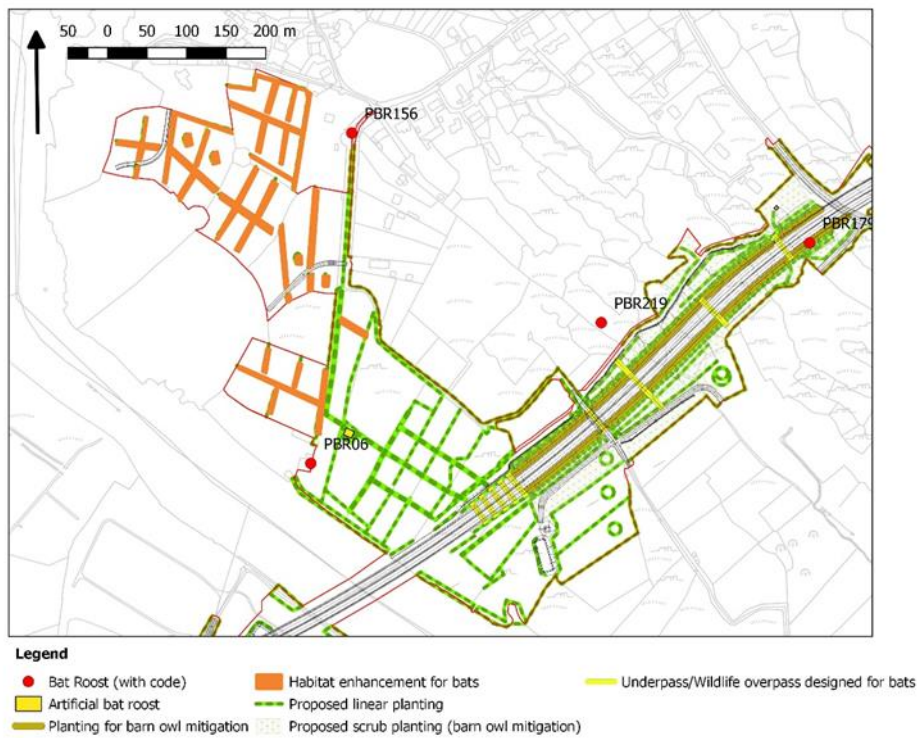 50 0 50 100 150 200 m
PBR156
PBR179
PBR219
PBR06
Legend
Bat Roost (with code)
Habitat enhancement for bats
Underpass/Wildlife overpass designed for bats
Artificial bat roost
Proposed linear planting
Planting for barn owl mitigation
Proposed scrub planting (barn owl mitigation)